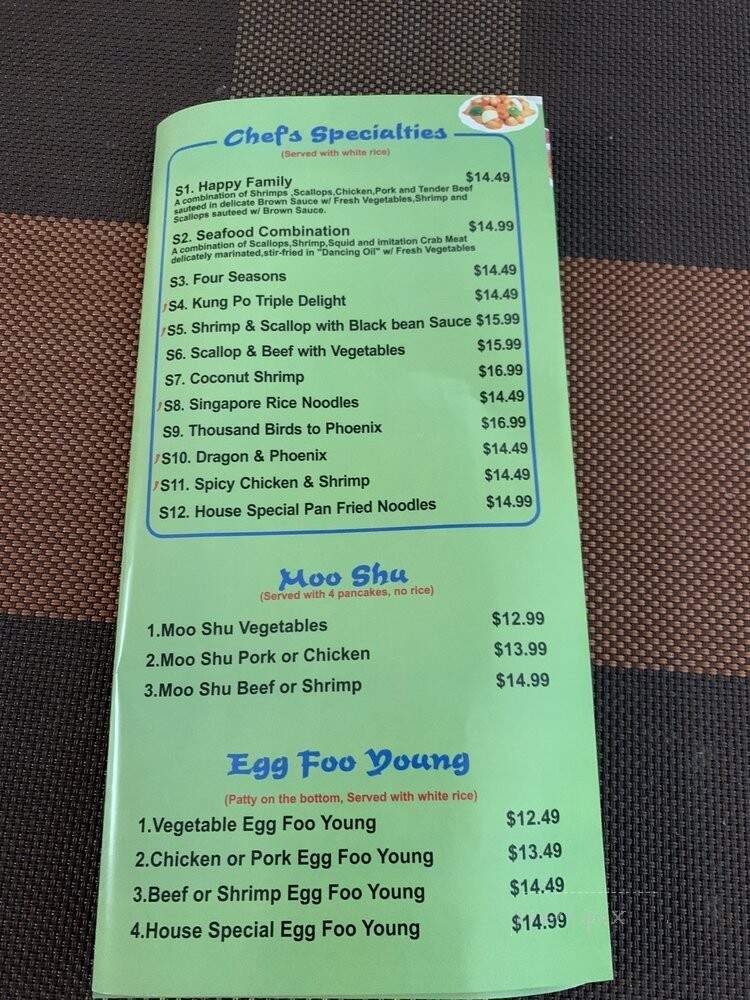 Chef's Specialties
(Served with white rice)
S1. Happy Family $14.49
A combination of Shrimps ,Scallops,Chicken,Pork and Tender Beef
sauteed in delicate Brown Sauce w/ Fresh Vegetables,Shrimp and
Scallops sauteed w/ Brown Sauce.
S2. Seafood Combination $14.99
A combination of Scallops,Shrimp,Squid and imitation Crab Meat
delicately marinated,stir-fried in "Dancing Oil" w/ Fresh Vegetables
S3. Four Seasons $14.49
S4. Kung Po Triple Delight $14.49
S5. Shrimp & Scallop with Black bean Sauce $15.99
S6. Scallop & Beef with Vegetables $15.99
S7. Coconut Shrimp $16.99
S8. Singapore Rice Noodles $14.49
S9. Thousand Birds to Phoenix $16.99
S10. Dragon & Phoenix $14.49
S11. Spicy Chicken & Shrimp $14.49
S12. House Special Pan Fried Noodles $14.99
Moo Shu
(Served with 4 pancakes, no rice)
1.Moo Shu Vegetables $12.99
2.Moo Shu Pork or Chicken $13.99
3.Moo Shu Beef or Shrimp $14.99
Egg Foo Young
(Patty on the bottom, Served with white rice)
1.Vegetable Egg Foo Young $12.49
2.Chicken or Pork Egg Foo Young $13.49
3.Beef or Shrimp Egg Foo Young $14.49
4.House Special Egg Foo Young $14.99